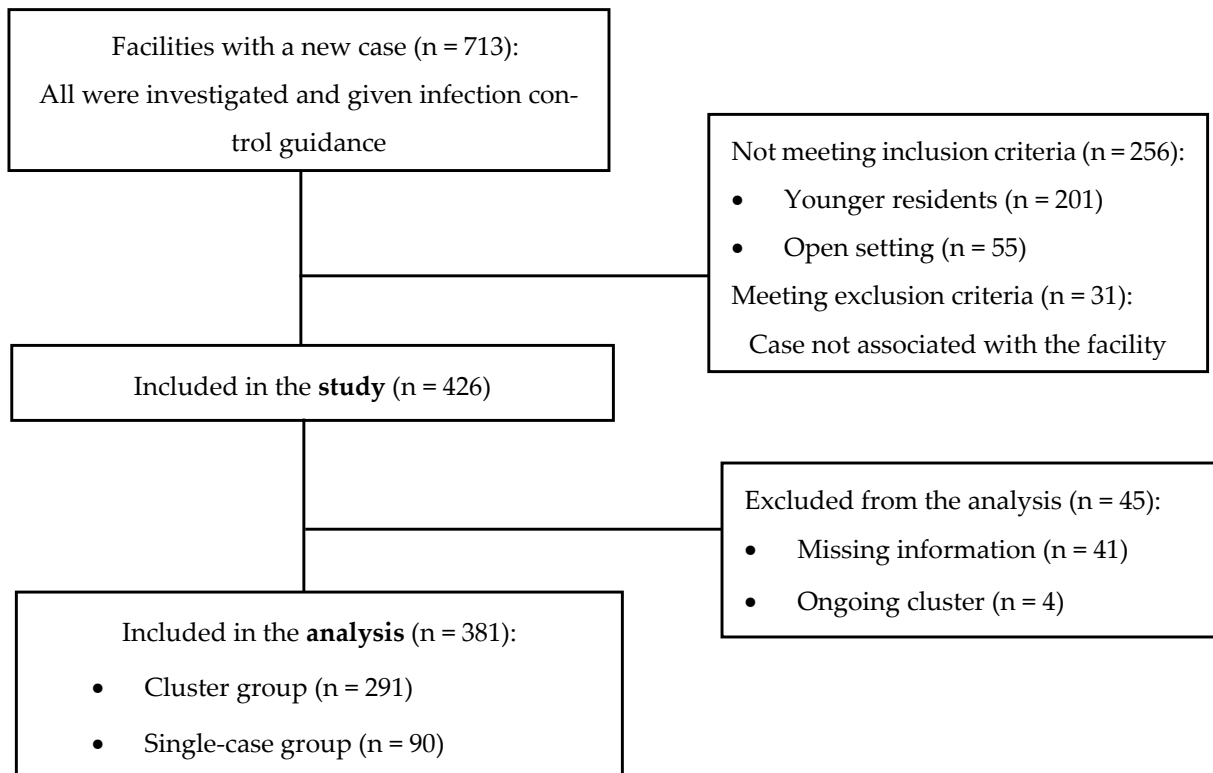 Facilities with a new case (n = 713):
All were investigated and given infection con-
trol guidance
Not meeting inclusion criteria (n = 256):
• Younger residents (n = 201)
• Open setting (n = 55)
Meeting exclusion criteria (n = 31):
Case not associated with the facility
Included in the study (n = 426)
Excluded from the analysis (n = 45):
• Missing information (n = 41)
• Ongoing cluster (n = 4)
Included in the analysis (n = 381):
• Cluster group (n = 291)
• Single-case group (n = 90)